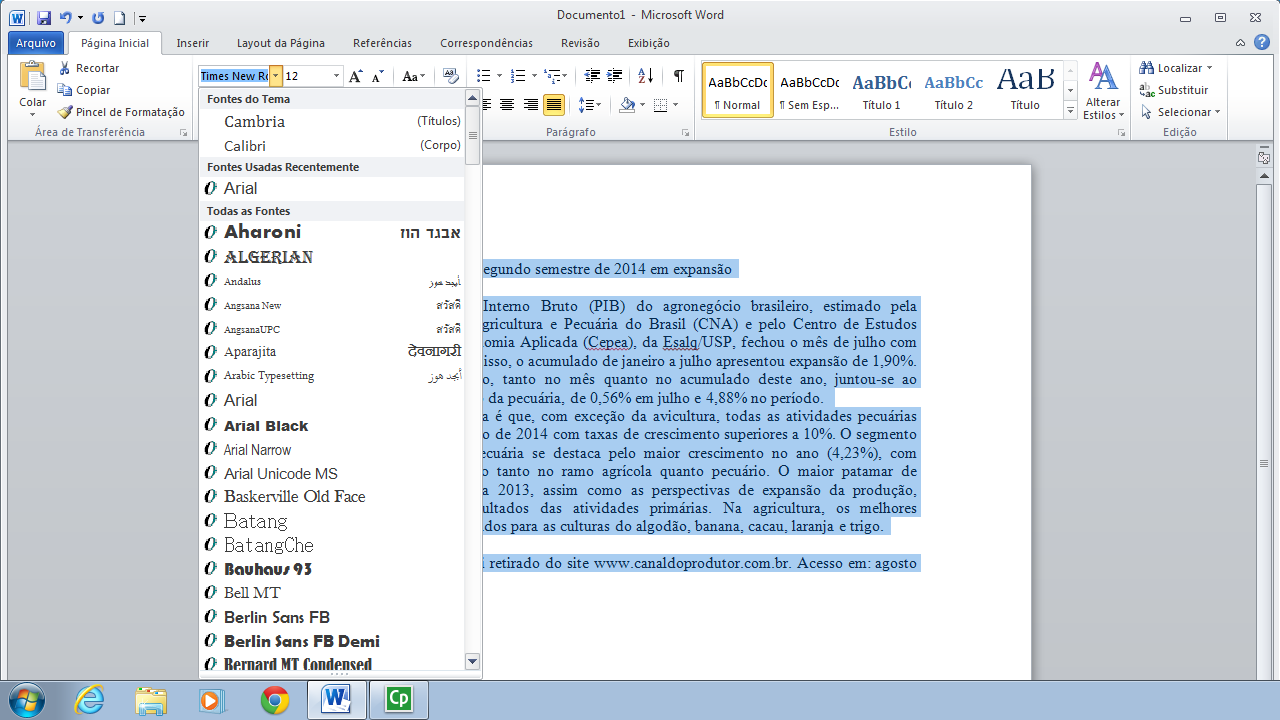 Documento1 - Microsoft Word
Arquivo Página Inicial Inserir Layout da Página Referências Correspondências Revisão Exibição
Colar
Recortar
Copiar
Pincel de Formatação
Área de Transferência
Times New Ro 12
Aa
Parágrafo
AaBbCcDc AaBbCcDc AaBbCc AaBbCc AaB
¶ Normal ¶ Sem Esp... Título 1 Título 2 Título
Alterar Estilos
Estilo
Localizar
Substituir
Selecionar
Edição
Fontes do Tema
Cambria (Títulos)
Calibri (Corpo)
Fontes Usadas Recentemente
Arial
Todas as Fontes
Aharoni אבגד הוז
ALGERIAN
Andalus أبجد هوز
Angsana New สวัสดี
AngsanaUPC สวัสดี
Aparajita देवनागरी
Arabic Typesetting أبجد هوز
Arial
Arial Black
Arial Narrow
Arial Unicode MS
Baskerville Old Face
Batang
BatangChe
Bauhaus 93
Bell MT
Berlin Sans FB
Berlin Sans FB Demi
Bernard MT Condensed
egundo semestre de 2014 em expansão
Interno Bruto (PIB) do agronegócio brasileiro, estimado pela
gricultura e Pecuária do Brasil (CNA) e pelo Centro de Estudos
omia Aplicada (Cepea), da Esalq/USP, fechou o mês de julho com
isso, o acumulado de janeiro a julho apresentou expansão de 1,90%.
o, tanto no mês quanto no acumulado deste ano, juntou-se ao
da pecuária, de 0,56% em julho e 4,88% no período.
a é que, com exceção da avicultura, todas as atividades pecuárias
o de 2014 com taxas de crescimento superiores a 10%. O segmento
ecuária se destaca pelo maior crescimento no ano (4,23%), com
o tanto no ramo agrícola quanto pecuário. O maior patamar de
a 2013, assim como as perspectivas de expansão da produção,
ultados das atividades primárias. Na agricultura, os melhores
dos para as culturas do algodão, banana, cacau, laranja e trigo.
i retirado do site www.canaldoprodutor.com.br. Acesso em: agosto
Cp